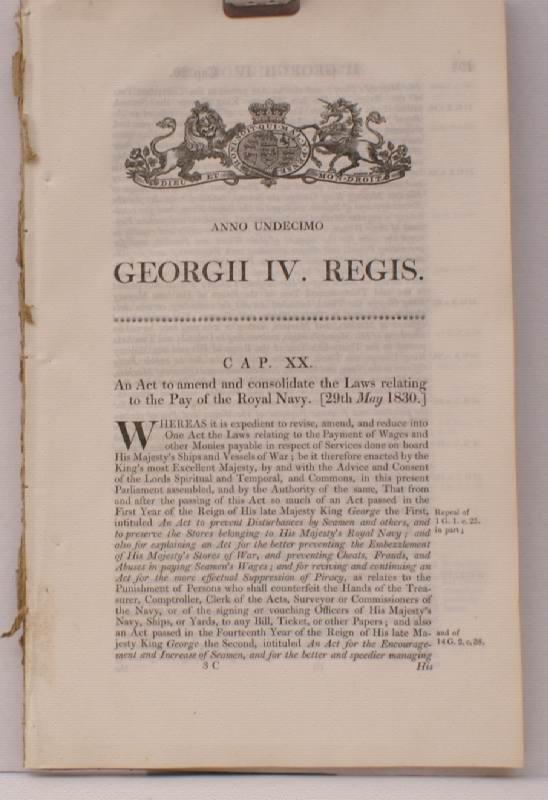 HONI·SOIT·QUI·MAL·Y·PENSE
DIEU ET MON·DROIT
ANNO UNDECIMO
GEORGII IV. REGIS.
CAP. XX.
An Act to amend and consolidate the Laws relating
to the Pay of the Royal Navy. [29th May 1830.]
WHEREAS it is expedient to revise, amend, and reduce into
One Act the Laws relating to the Payment of Wages and
other Monies payable in respect of Services done on board
His Majesty's Ships and Vessels of War; be it therefore enacted by the
King's most Excellent Majesty, by and with the Advice and Consent
of the Lords Spiritual and Temporal, and Commons, in this present
Parliament assembled, and by the Authority of the same, That from
and after the passing of this Act so much of an Act passed in the
First Year of the Reign of His late Majesty King George the First,
intituled An Act to prevent Disturbances by Seamen and others, and
to preserve the Stores belonging to His Majesty's Royal Navy; and
also for explaining an Act for the better preventing the Embezzlement
of His Majesty's Stores of War, and preventing Cheats, Frauds, and
Abuses in paying Seamen's Wages; and for reviving and continuing an
Act for the more effectual Suppression of Piracy, as relates to the
Punishment of Persons who shall counterfeit the Hands of the Trea-
surer, Comptroller, Clerk of the Acts, Surveyor or Commissioners of
the Navy, or of the signing or vouching Officers of His Majesty's
Navy, Ships, or Yards, to any Bill, Ticket, or other Papers; and also
an Act passed in the Fourteenth Year of the Reign of His late Ma-
jesty King George the Second, intituled An Act for the Encourage-
ment and Increase of Seamen, and for the better and speedier manning
Repeal of
1 G. 1. c. 25.
in part;
and of
14 G. 2. c. 38.
3 C
His